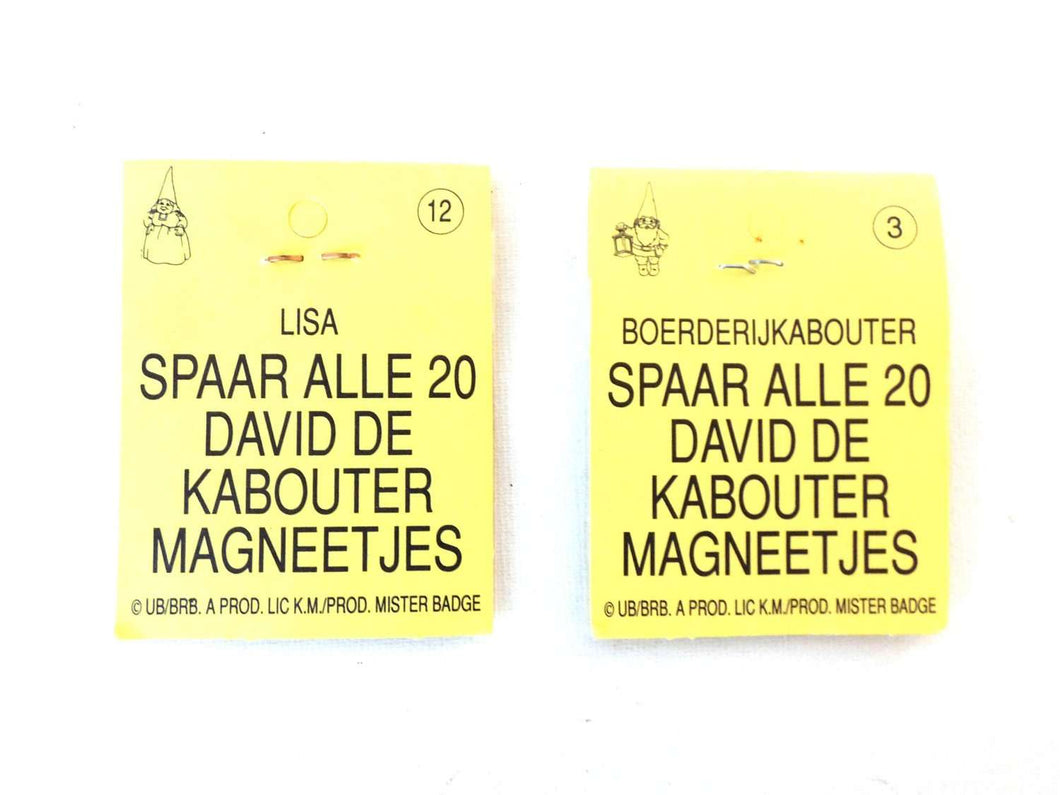 12
LISA
SPAAR ALLE 20
DAVID DE
KABOUTER
MAGNEETJES
© UB/BRB. A PROD. LIC K.M./PROD. MISTER BADGE
3
BOERDERIJKABOUTER
SPAAR ALLE 20
DAVID DE
KABOUTER
MAGNEETJES
© UB/BRB. A PROD. LIC K.M./PROD. MISTER BADGE